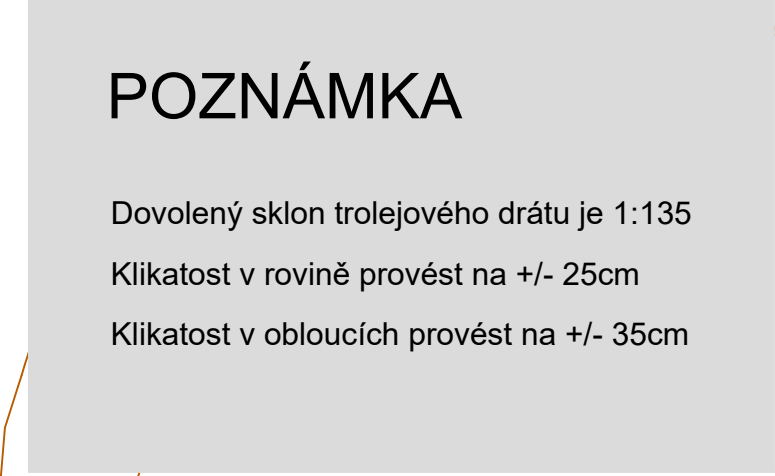 POZNÁMKA
Dovolený sklon trolejového drátu je 1:135
Klikatost v rovině provést na +/- 25cm
Klikatost v obloucích provést na +/- 35cm